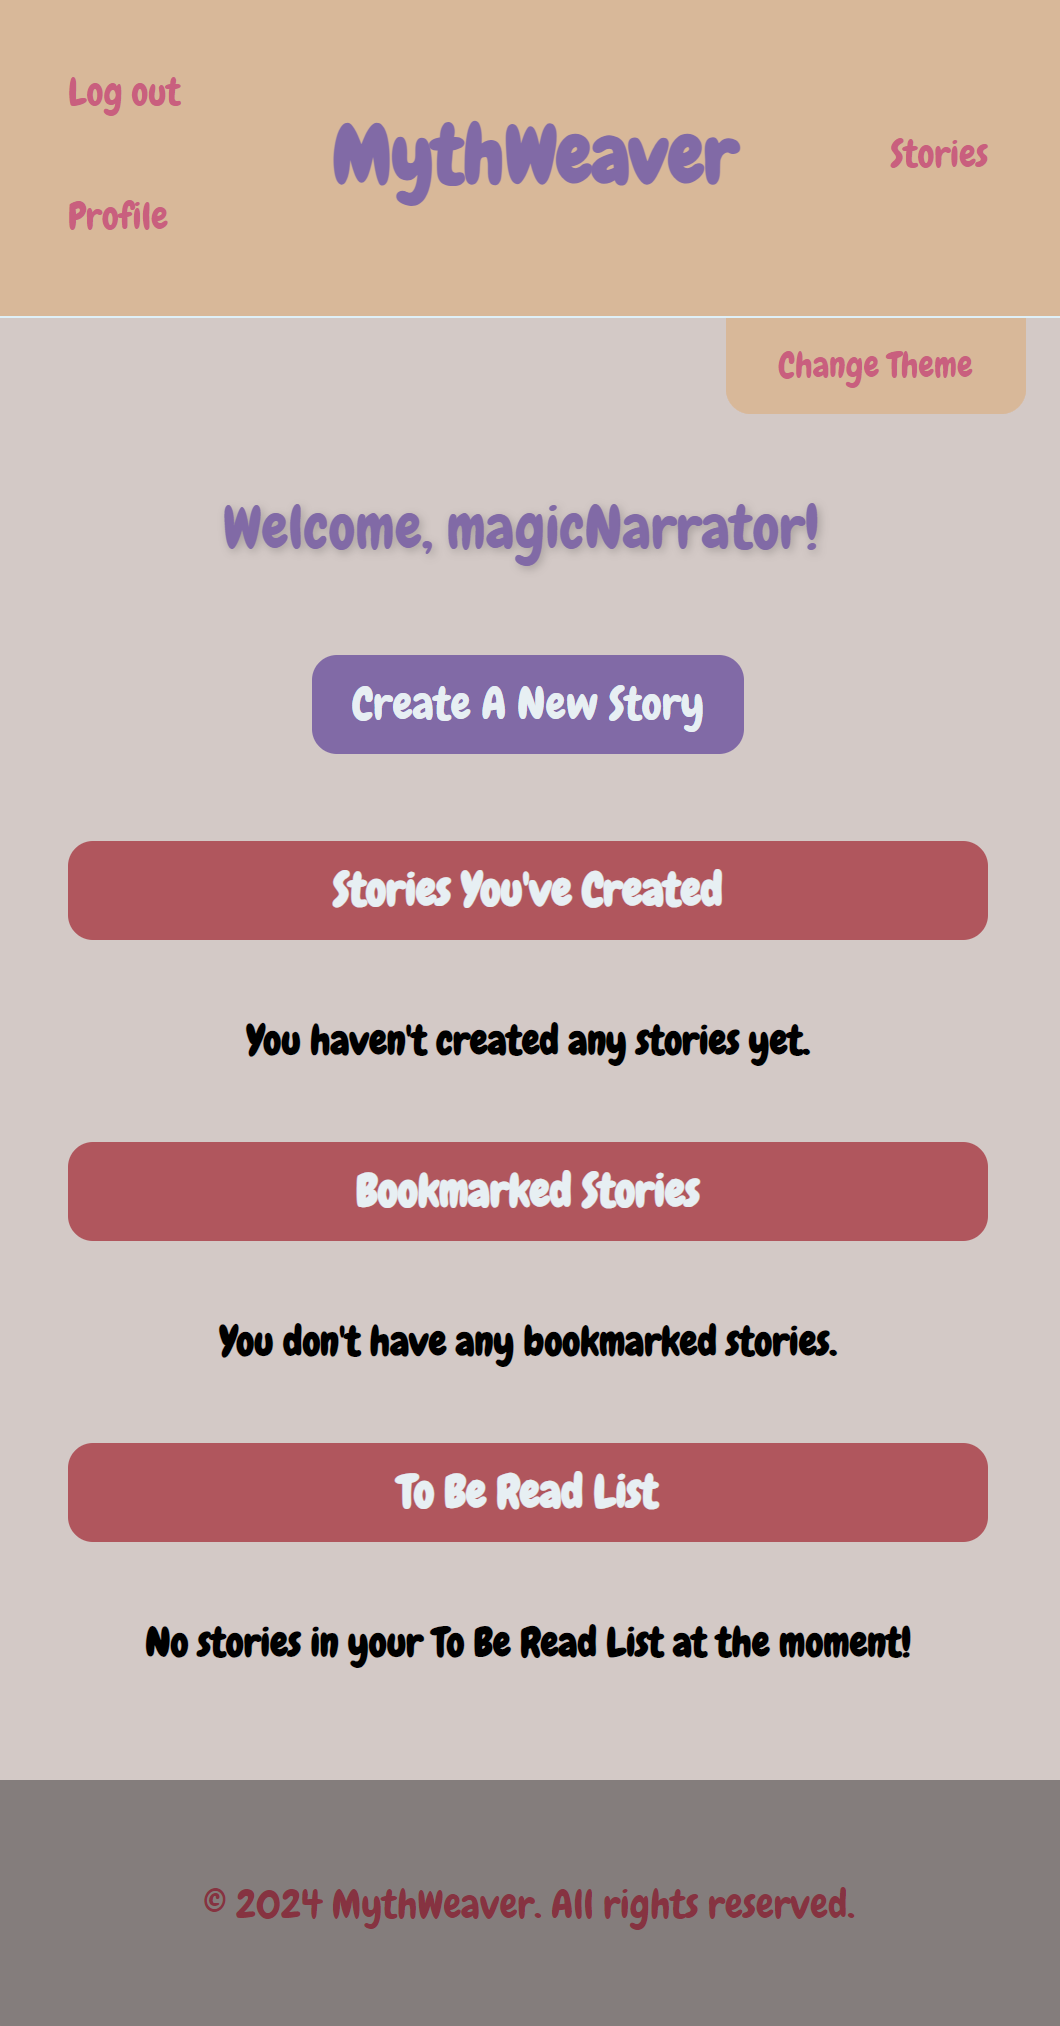 Log out
MythWeaver
Stories
Profile
Change Theme
Welcome, magicNarrator!
Create A New Story
Stories You've Created
You haven't created any stories yet.
Bookmarked Stories
You don't have any bookmarked stories.
To Be Read List
No stories in your To Be Read List at the moment!
© 2024 MythWeaver. All rights reserved.